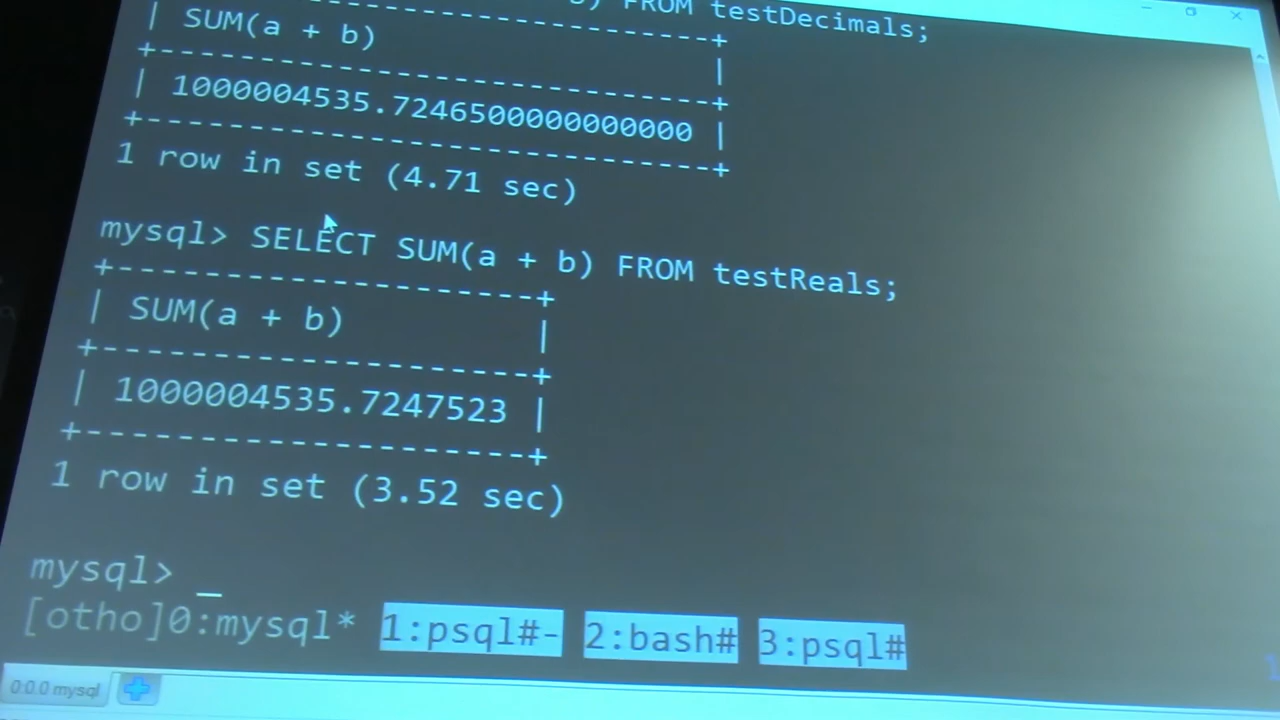 ) FROM testDecimals;
| SUM(a + b) |
+----------------------------------+
| 1000004535.7246500000000000 |
+----------------------------------+
1 row in set (4.71 sec)
mysql> SELECT SUM(a + b) FROM testReals;
+-----------------------+
| SUM(a + b) |
+-----------------------+
| 1000004535.7247523 |
+-----------------------+
1 row in set (3.52 sec)
mysql> _
[otho]0:mysql* 1:psql#- 2:bash# 3:psql#
0:0.0 mysql